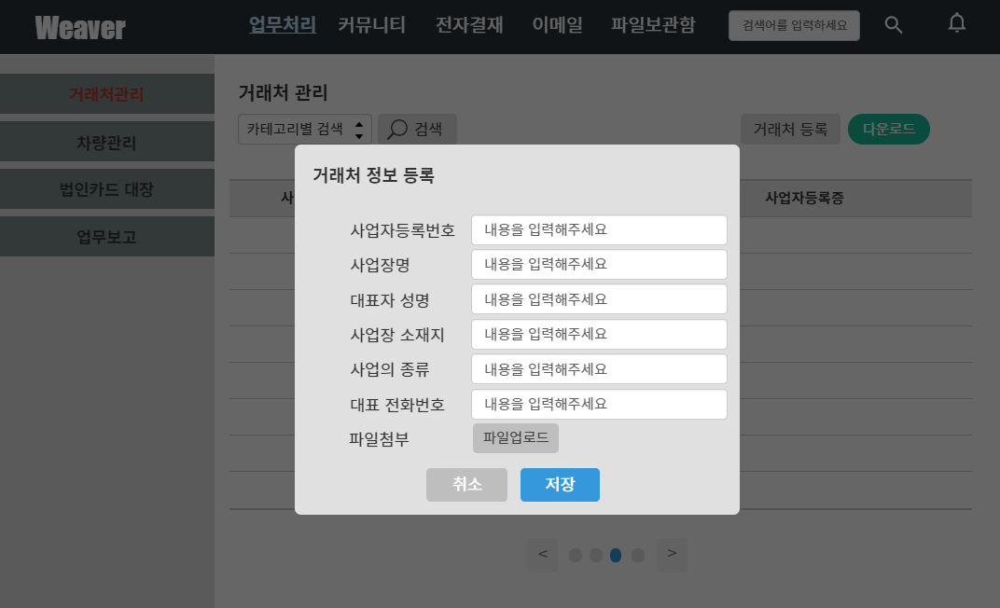 Weaver
업무처리 커뮤니티 전자결재 이메일 파일보관함 검색어를 입력하세요
거래처관리
차량관리
법인카드 대장
업무보고
거래처 관리
카테고리별 검색 검색 거래처 등록 다운로드
사업자등록증
거래처 정보 등록
사업자등록번호 내용을 입력해주세요
사업장명 내용을 입력해주세요
대표자 성명 내용을 입력해주세요
사업장 소재지 내용을 입력해주세요
사업의 종류 내용을 입력해주세요
대표 전화번호 내용을 입력해주세요
파일첨부 파일업로드
취소 저장
< >